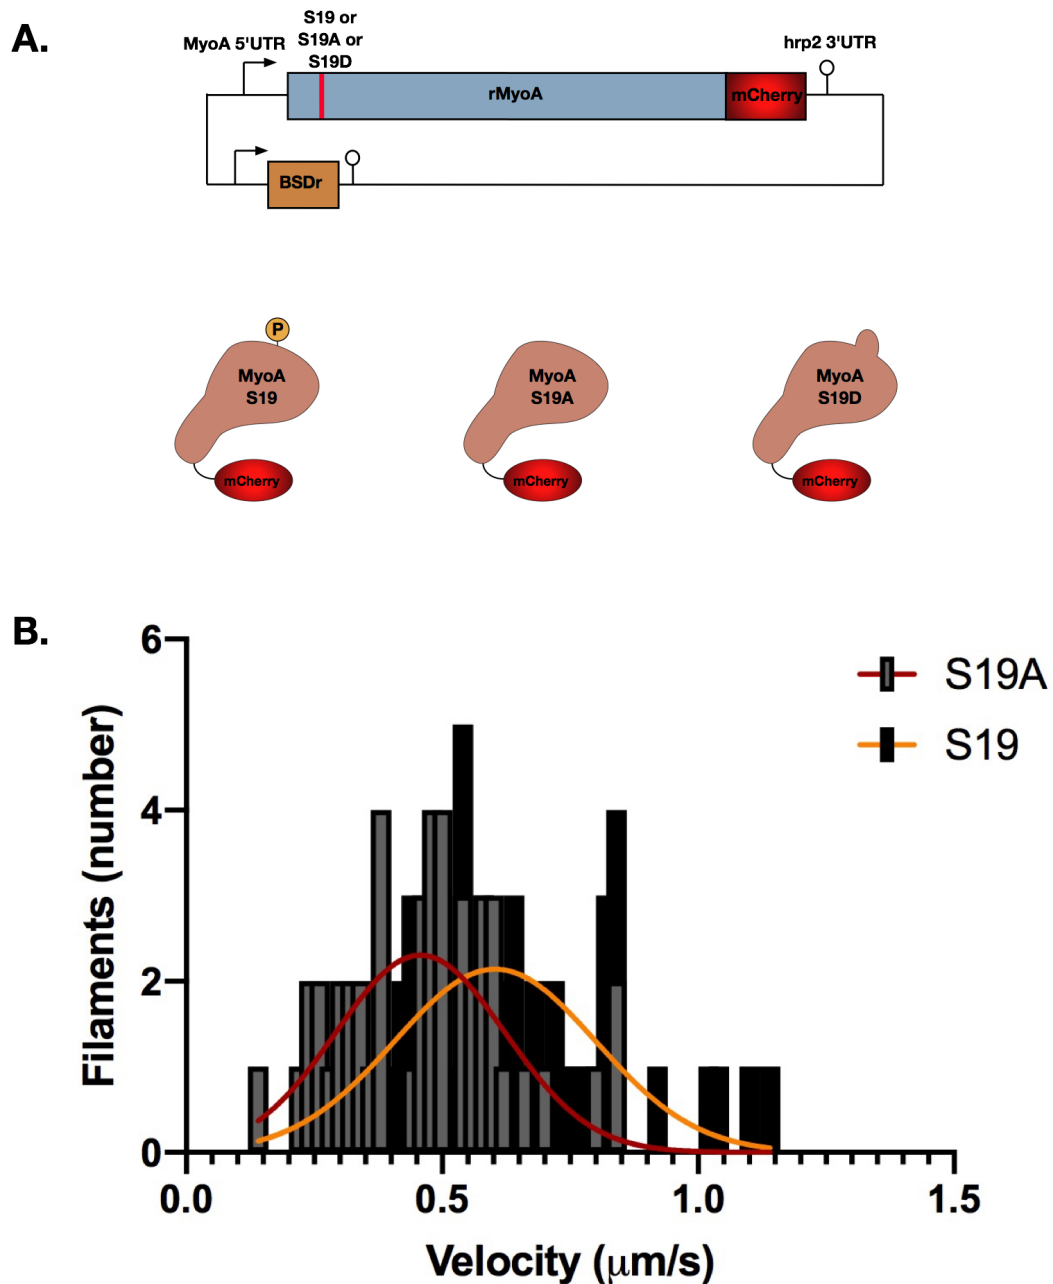 A.
MyoA 5'UTR
S19 or
S19A or
S19D
hrp2 3'UTR
rMyoA
mCherry
BSDr
P
MyoA
S19
mCherry
MyoA
S19A
mCherry
MyoA
S19D
mCherry
B.
S19A
S19
Filaments (number)
6
4
2
0
0.0 0.5 1.0 1.5
Velocity (μm/s)